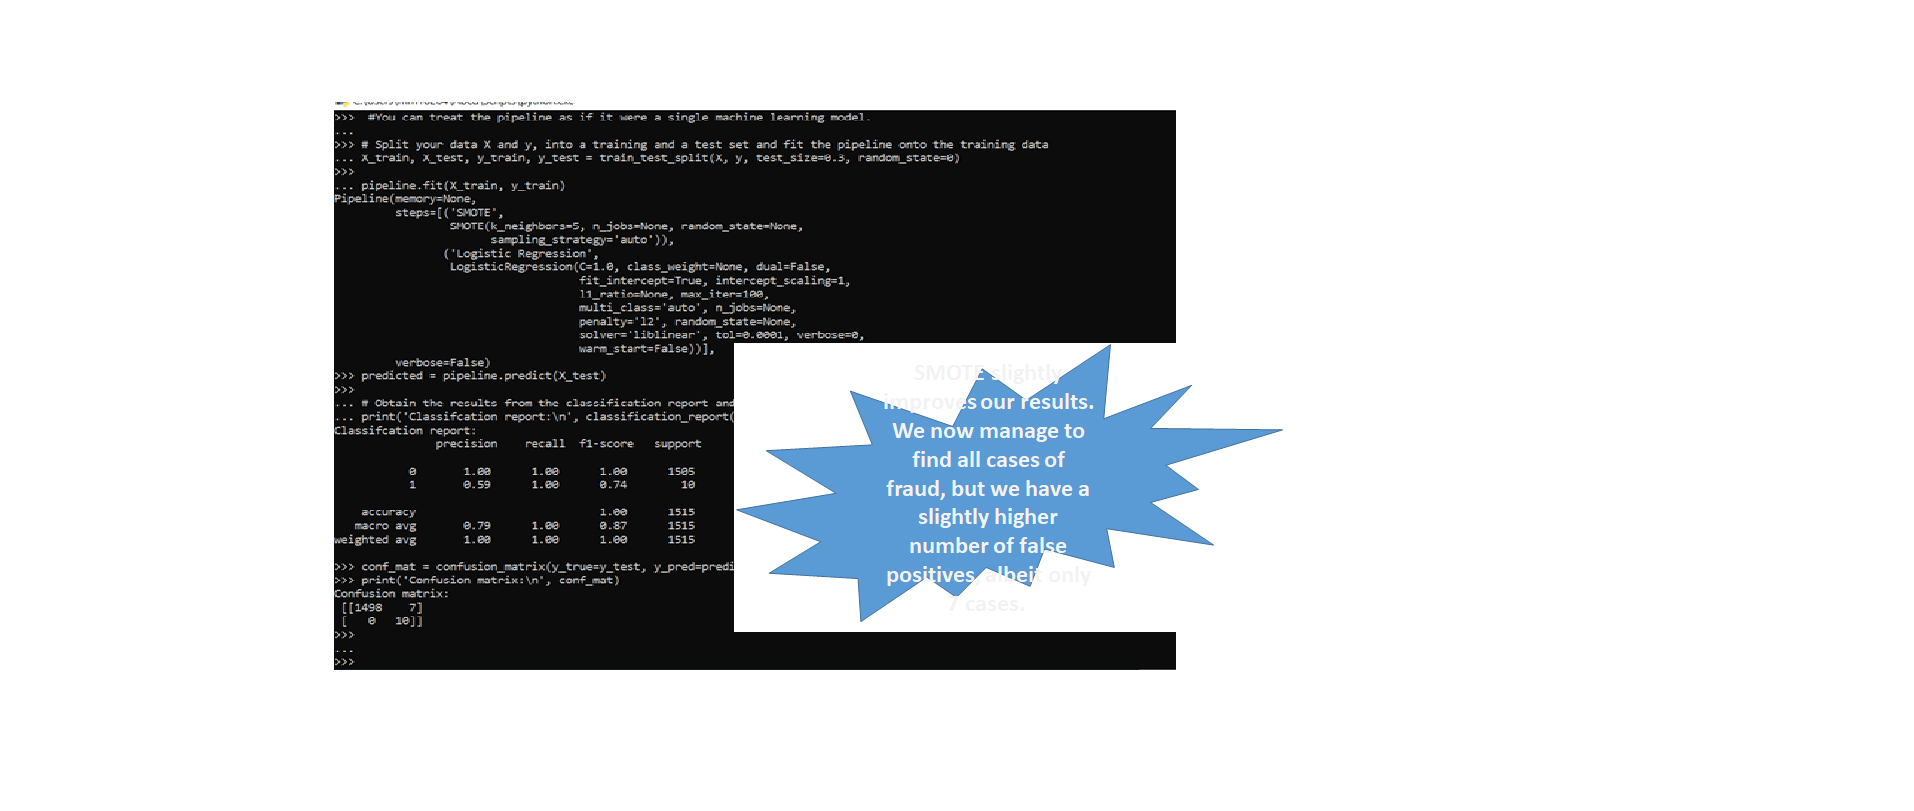 >>>  #You can treat the pipeline as if it were a single machine learning model.
...
>>> # Split your data X and y, into a training and a test set and fit the pipeline onto the training data
... X_train, X_test, y_train, y_test = train_test_split(X, y, test_size=0.3, random_state=0)
>>>
... pipeline.fit(X_train, y_train)
Pipeline(memory=None,
         steps=[('SMOTE',
                 SMOTE(k_neighbors=5, n_jobs=None, random_state=None,
                       sampling_strategy='auto')),
                ('Logistic Regression',
                 LogisticRegression(C=1.0, class_weight=None, dual=False,
                                    fit_intercept=True, intercept_scaling=1,
                                    l1_ratio=None, max_iter=100,
                                    multi_class='auto', n_jobs=None,
                                    penalty='l2', random_state=None,
                                    solver='liblinear', tol=0.0001, verbose=0,
                                    warm_start=False))],
         verbose=False)
>>> predicted = pipeline.predict(X_test)
>>>
... # Obtain the results from the classification report and
... print('Classifcation report:\n', classification_report(
Classifcation report:
               precision    recall  f1-score   support
           0       1.00      1.00      1.00      1505
           1       0.59      1.00      0.74        10
    accuracy                           1.00      1515
   macro avg       0.79      1.00      0.87      1515
weighted avg       1.00      1.00      1.00      1515
>>> conf_mat = confusion_matrix(y_true=y_test, y_pred=predi
>>> print('Confusion matrix:\n', conf_mat)
Confusion matrix:
 [[1498    7]
 [   0   10]]
>>>
...
>>>
SMOTE slightly
improves our results.
We now manage to
find all cases of
fraud, but we have a
slightly higher
number of false
positives, albeit only
7 cases.